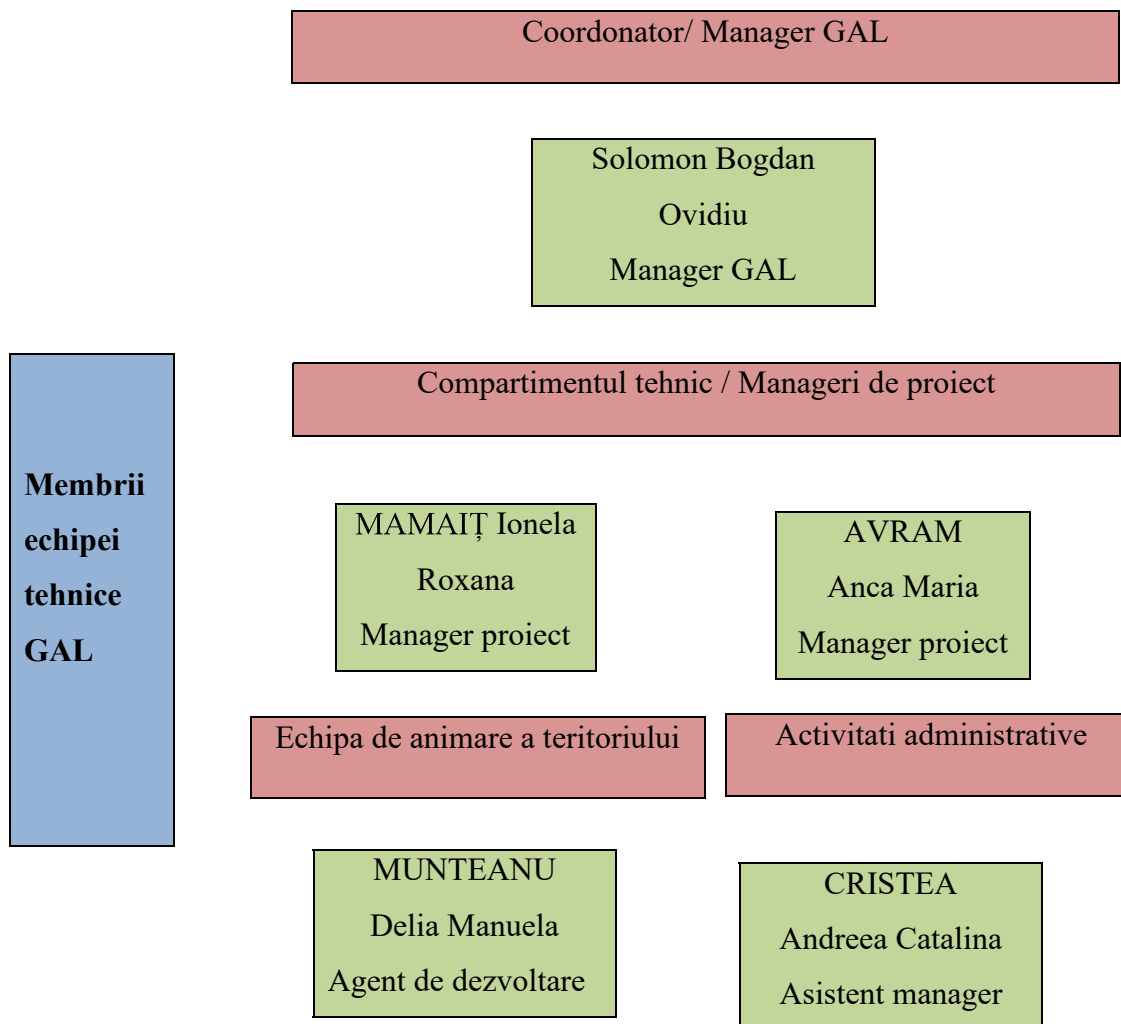 Coordonator/ Manager GAL
Solomon Bogdan
Ovidiu
Manager GAL
Membrii
echipei
tehnice
GAL
Compartimentul tehnic / Manageri de proiect
MAMAIȚ Ionela
Roxana
Manager proiect
AVRAM
Anca Maria
Manager proiect
Echipa de animare a teritoriului
Activitati administrative
MUNTEANU
Delia Manuela
Agent de dezvoltare
CRISTEA
Andreea Catalina
Asistent manager